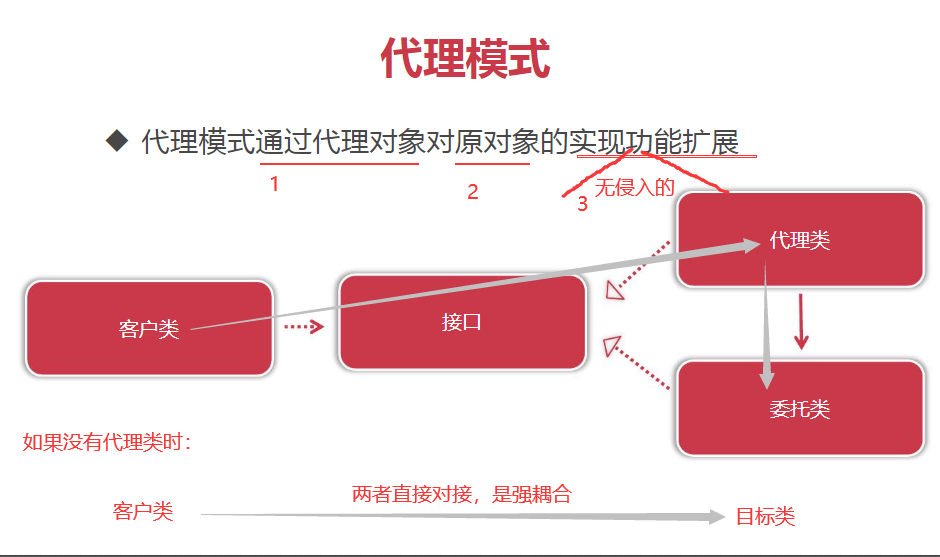 代理模式
◆ 代理模式通过代理对象对原对象的实现功能扩展
1
2
3
无侵入的
代理类
客户类
接口
委托类
如果没有代理类时：
两者直接对接，是强耦合
客户类
目标类